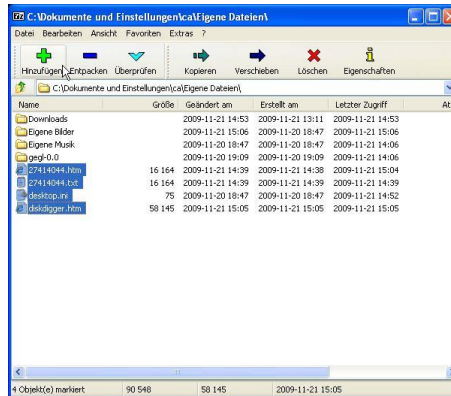 C:\Dokumente und Einstellungen\ca\Eigene Dateien\
Datei Bearbeiten Ansicht Favoriten Extras ?
Hinzufügen Entpacken Überprüfen Kopieren Verschieben Löschen Eigenschaften
C:\Dokumente und Einstellungen\ca\Eigene Dateien\
Name Größe Geändert am Erstellt am Letzter Zugriff At
Downloads 2009-11-21 14:53 2009-11-21 13:11 2009-11-21 14:53
Eigene Bilder 2009-11-21 15:06 2009-11-20 18:47 2009-11-21 15:06
Eigene Musik 2009-11-20 18:47 2009-11-20 18:47 2009-11-21 14:06
gegl-0.0 2009-11-20 19:09 2009-11-20 19:09 2009-11-21 14:06
27414044.htm 16 164 2009-11-21 14:39 2009-11-21 14:38 2009-11-21 15:04
27414044.txt 16 164 2009-11-21 14:39 2009-11-21 14:39 2009-11-21 14:39
desktop.ini 75 2009-11-20 18:47 2009-11-20 18:47 2009-11-21 14:52
diskdigger.htm 58 145 2009-11-21 15:05 2009-11-21 15:05 2009-11-21 15:05
4 Objekt(e) markiert 90 548 58 145 2009-11-21 15:05